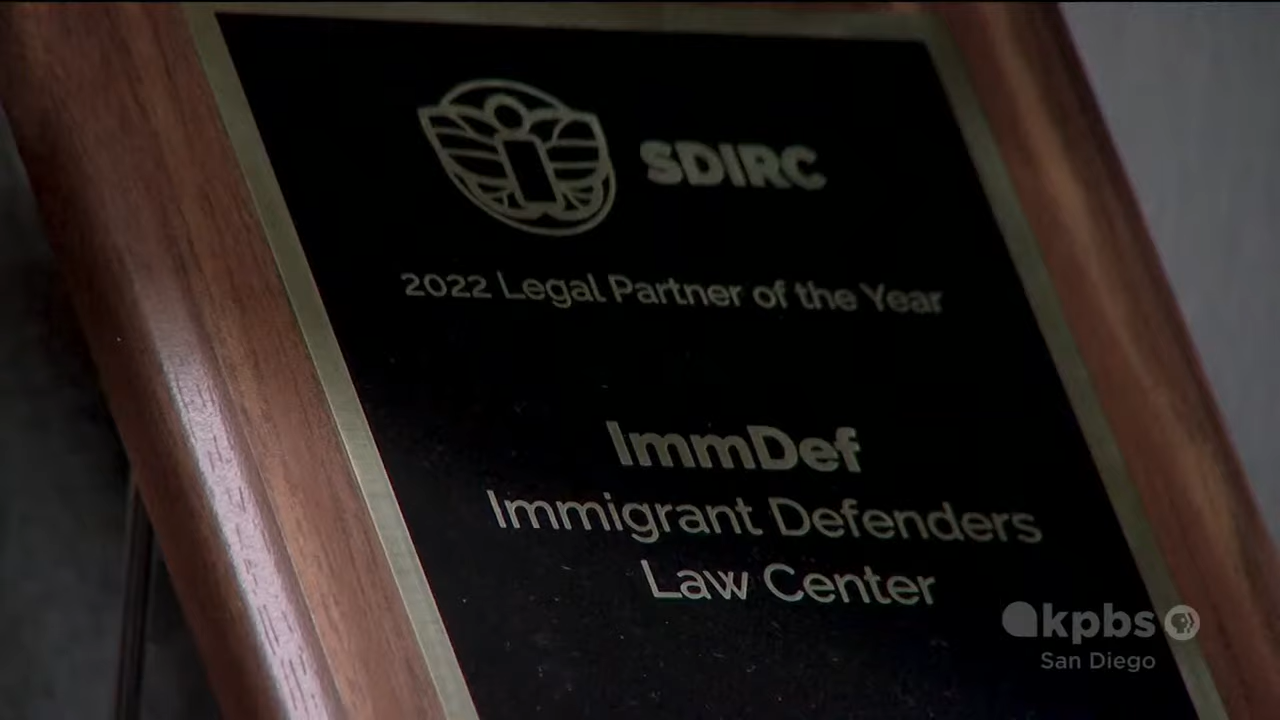 SDIRC
2022 Legal Partner of the Year
ImmDef
Immigrant Defenders
Law Center
kpbs
San Diego